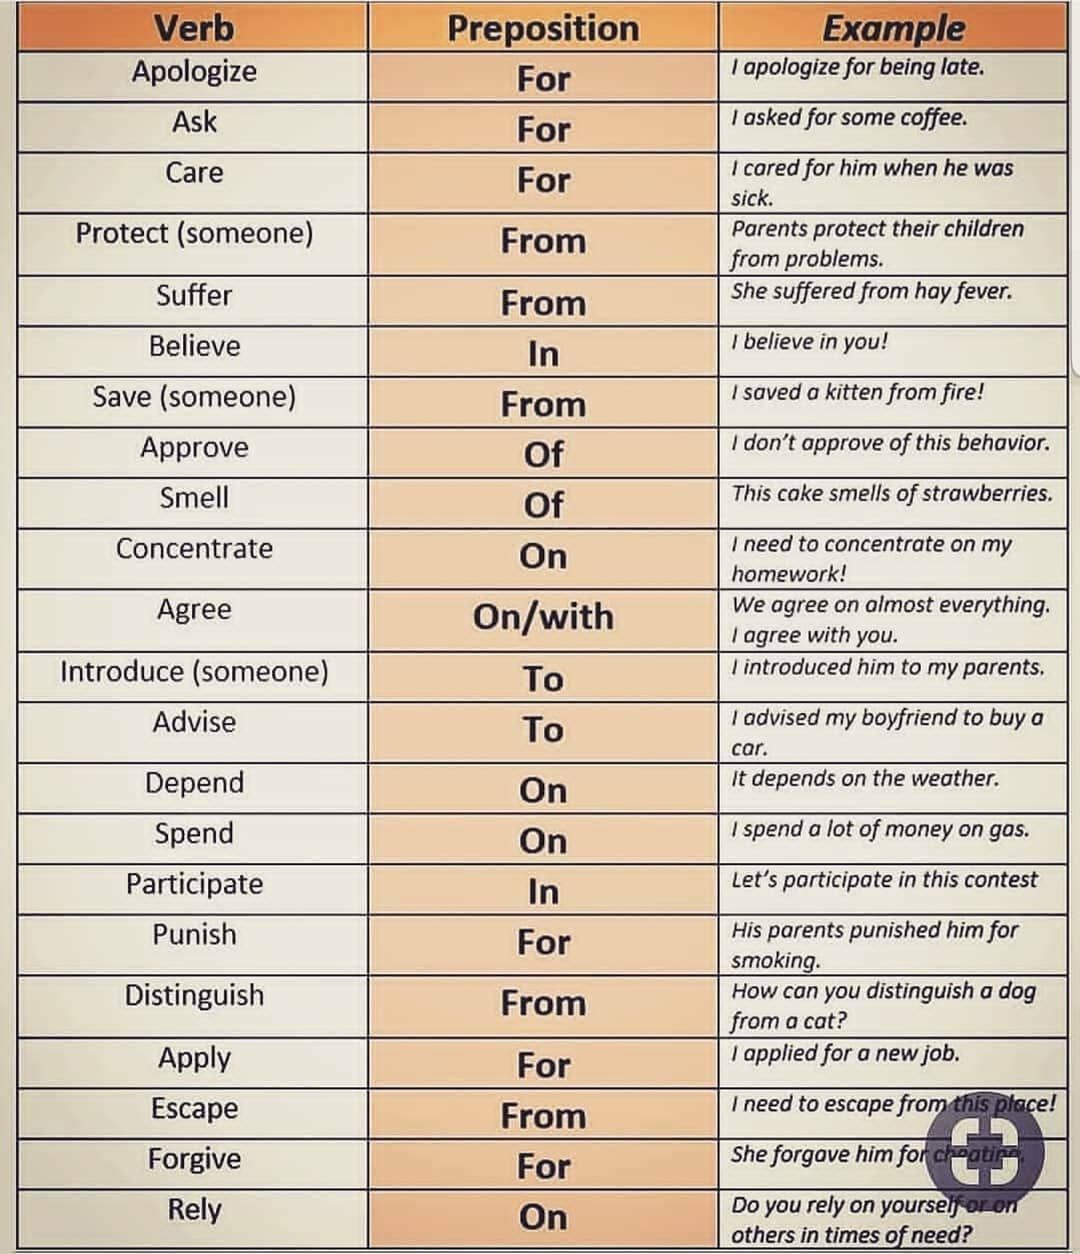 Verb Preposition Example
Apologize For I apologize for being late.
Ask For I asked for some coffee.
Care For I cared for him when he was
sick.
Protect (someone) From Parents protect their children
from problems.
Suffer From She suffered from hay fever.
Believe In I believe in you!
Save (someone) From I saved a kitten from fire!
Approve Of I don't approve of this behavior.
Smell Of This cake smells of strawberries.
Concentrate On I need to concentrate on my
homework!
Agree On/with We agree on almost everything.
I agree with you.
Introduce (someone) To I introduced him to my parents.
Advise To I advised my boyfriend to buy a
car.
Depend On It depends on the weather.
Spend On I spend a lot of money on gas.
Participate In Let's participate in this contest
Punish For His parents punished him for
smoking.
Distinguish From How can you distinguish a dog
from a cat?
Apply For I applied for a new job.
Escape From I need to escape from this place!
Forgive For She forgave him for cheating.
Rely On Do you rely on yourself or on
others in times of need?